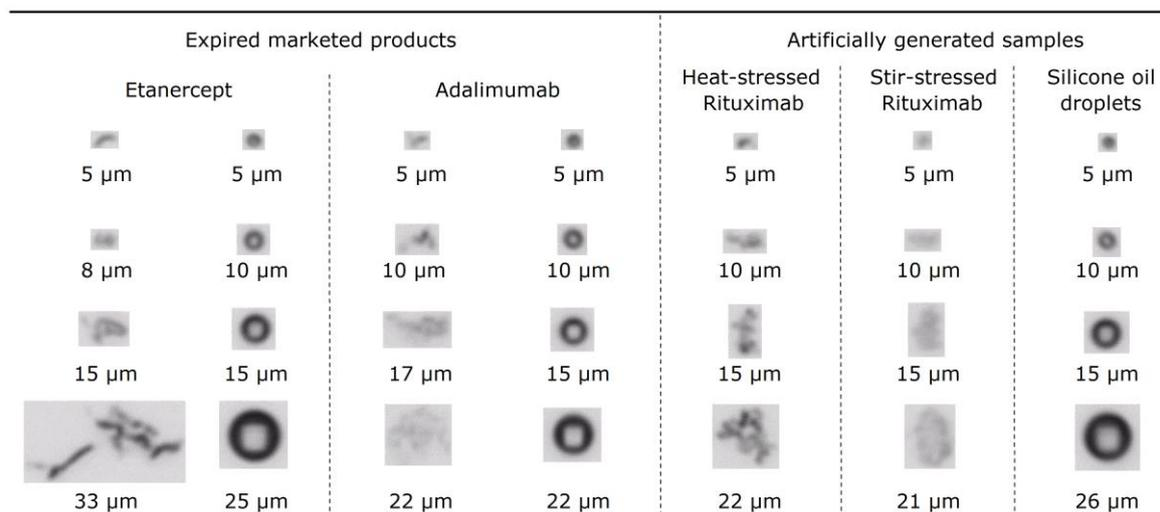 Expired marketed products Artificially generated samples
Etanercept Adalimumab Heat-stressed Rituximab Stir-stressed Rituximab Silicone oil droplets
5 µm 5 µm 5 µm 5 µm 5 µm 5 µm 5 µm
8 µm 10 µm 10 µm 10 µm 10 µm 10 µm 10 µm
15 µm 15 µm 17 µm 15 µm 15 µm 15 µm 15 µm
33 µm 25 µm 22 µm 22 µm 22 µm 21 µm 26 µm